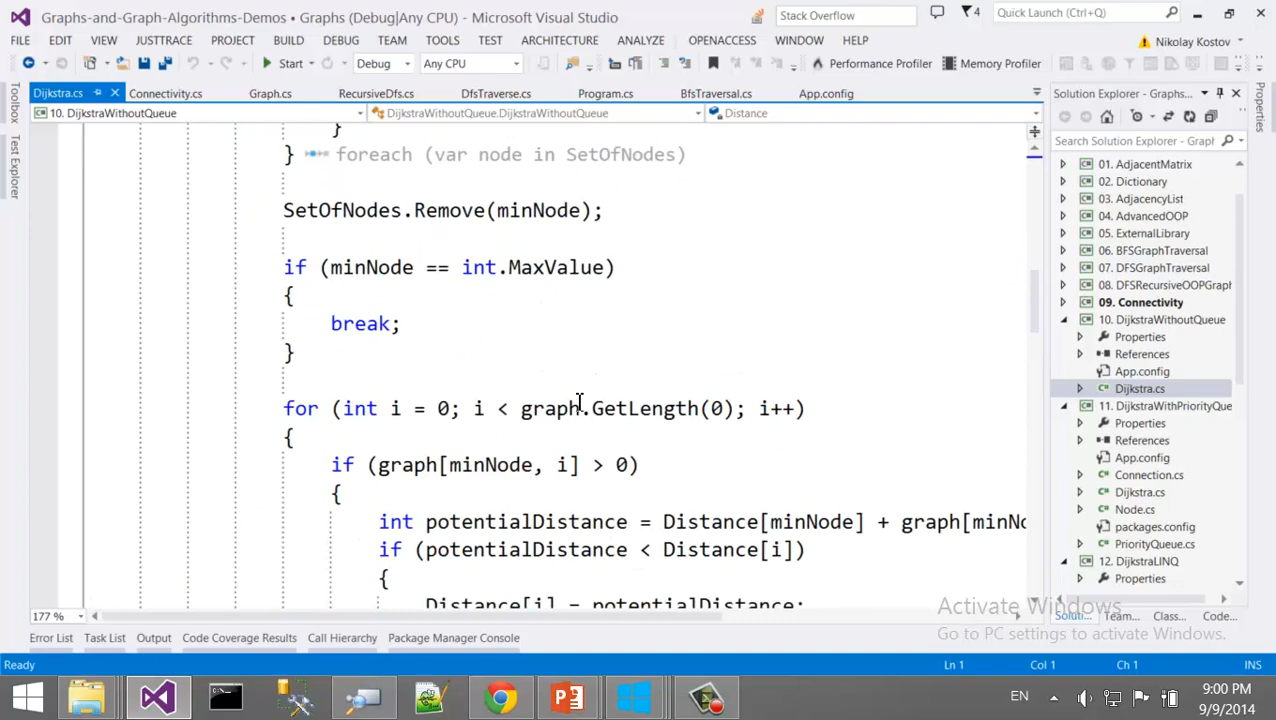 Graphs-and-Graph-Algorithms-Demos • Graphs (Debug|Any CPU) - Microsoft Visual Studio
Stack Overflow
4
Quick Launch (Ctrl+Q)
FILE EDIT VIEW JUSTTRACE PROJECT BUILD DEBUG TEAM TOOLS TEST ARCHITECTURE ANALYZE OPENACCESS WINDOW HELP
Nikolay Kostov
Start Debug Any CPU Performance Profiler Memory Profiler
Toolbox
Test Explorer
Dijkstra.cs Connectivity.cs Graph.cs RecursiveDfs.cs DfsTraverse.cs Program.cs BfsTraversal.cs App.config
10. DijkstraWithoutQueue DijkstraWithoutQueue.DijkstraWithoutQueue Distance
}
} foreach (var node in SetOfNodes)
SetOfNodes.Remove(minNode);
if (minNode == int.MaxValue)
{
break;
}
for (int i = 0; i < graph.GetLength(0); i++)
{
if (graph[minNode, i] > 0)
{
int potentialDistance = Distance[minNode] + graph[minNo
if (potentialDistance < Distance[i])
{
Distance[i] = potentialDistance;
177 %
Solution Explorer - Graphs...
Properties
Search Solution Explorer - Graph
01. AdjacentMatrix
02. Dictionary
03. AdjacencyList
04. AdvancedOOP
05. ExternalLibrary
06. BFSGraphTraversal
07. DFSGraphTraversal
08. DFSRecursiveOOPGraph
09. Connectivity
10. DijkstraWithoutQueue
Properties
References
App.config
Dijkstra.cs
11. DijkstraWithPriorityQue
Properties
References
App.config
Connection.cs
Dijkstra.cs
Node.cs
packages.config
PriorityQueue.cs
12. DijkstraLINQ
Properties
Activate Windows
Go to PC settings to activate Windows.
Soluti... Team... Class... Code...
Error List Task List Output Code Coverage Results Call Hierarchy Package Manager Console
Ready Ln 1 Col 1 Ch 1 INS
EN
9:00 PM
9/9/2014